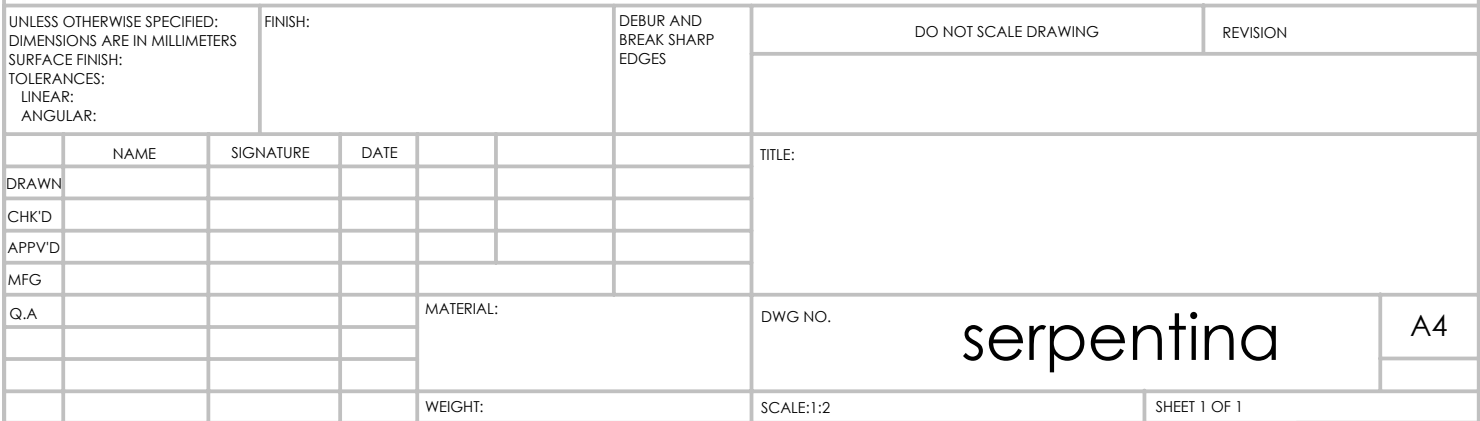 UNLESS OTHERWISE SPECIFIED:
DIMENSIONS ARE IN MILLIMETERS
SURFACE FINISH:
TOLERANCES:
LINEAR:
ANGULAR:
FINISH:
DEBUR AND
BREAK SHARP
EDGES
DO NOT SCALE DRAWING
REVISION
NAME
SIGNATURE
DATE
DRAWN
CHK'D
APPV'D
MFG
Q.A
TITLE:
MATERIAL:
DWG NO.
serpentina
A4
WEIGHT:
SCALE:1:2
SHEET 1 OF 1